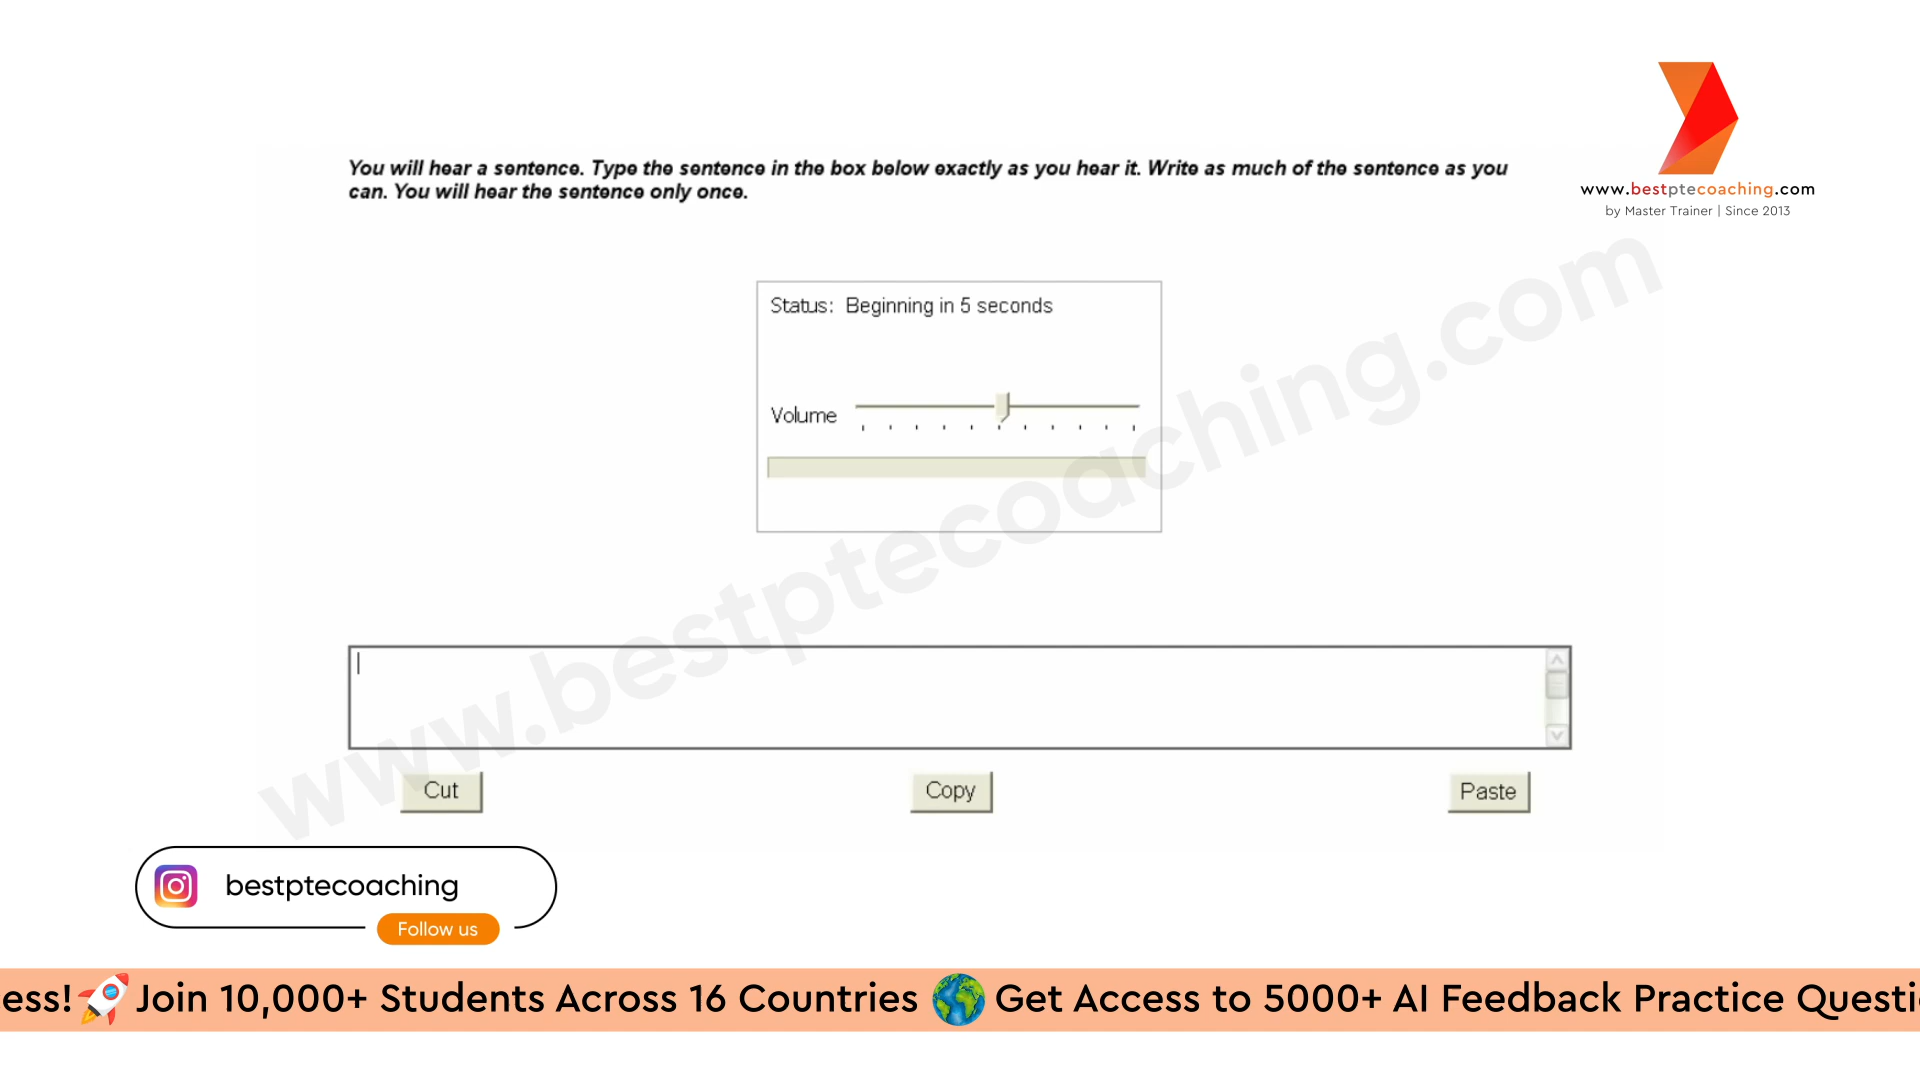 You will hear a sentence. Type the sentence in the box below exactly as you hear it. Write as much of the sentence as you
can. You will hear the sentence only once.
www.bestptecoaching.com
by Master Trainer | Since 2013
Status: Beginning in 5 seconds
Volume
www.bestptecoaching.com
Cut
Copy
Paste
bestptecoaching
Follow us
ess! Join 10,000+ Students Across 16 Countries Get Access to 5000+ AI Feedback Practice Questi